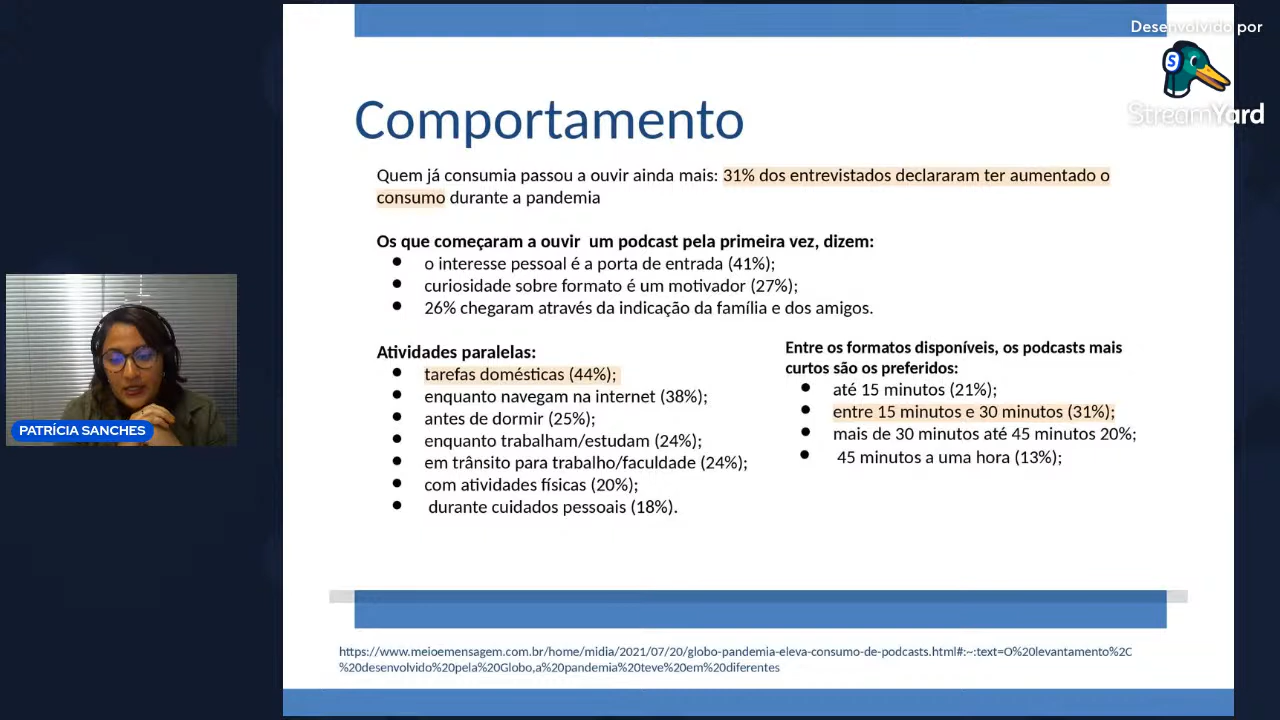 Desenvolvido por
StreamYard
Comportamento
Quem já consumia passou a ouvir ainda mais: 31% dos entrevistados declararam ter aumentado o
consumo durante a pandemia
Os que começaram a ouvir um podcast pela primeira vez, dizem:
● o interesse pessoal é a porta de entrada (41%);
● curiosidade sobre formato é um motivador (27%);
● 26% chegaram através da indicação da família e dos amigos.
Atividades paralelas:
● tarefas domésticas (44%);
● enquanto navegam na internet (38%);
● antes de dormir (25%);
● enquanto trabalham/estudam (24%);
● em trânsito para trabalho/faculdade (24%);
● com atividades físicas (20%);
● durante cuidados pessoais (18%).
Entre os formatos disponíveis, os podcasts mais
curtos são os preferidos:
● até 15 minutos (21%);
● entre 15 minutos e 30 minutos (31%);
● mais de 30 minutos até 45 minutos 20%;
● 45 minutos a uma hora (13%);
PATRÍCIA SANCHES
https://www.meioemensagem.com.br/home/midia/2021/07/20/globo-pandemia-eleva-consumo-de-podcasts.html#:~:text=O%20levantamento%2C
%20desenvolvido%20pela%20Globo,a%20pandemia%20teve%20em%20diferentes